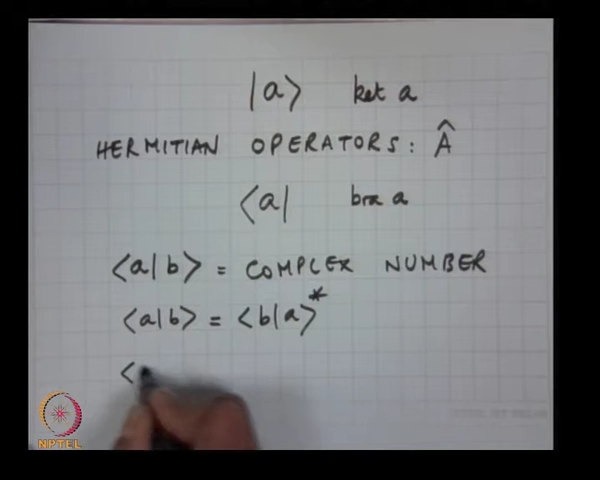 |a⟩ ket a
HERMITIAN OPERATORS: Â
⟨a| bra a
⟨a|b⟩ = COMPLEX NUMBER
⟨a|b⟩ = ⟨b|a⟩*
⟨
NPTEL